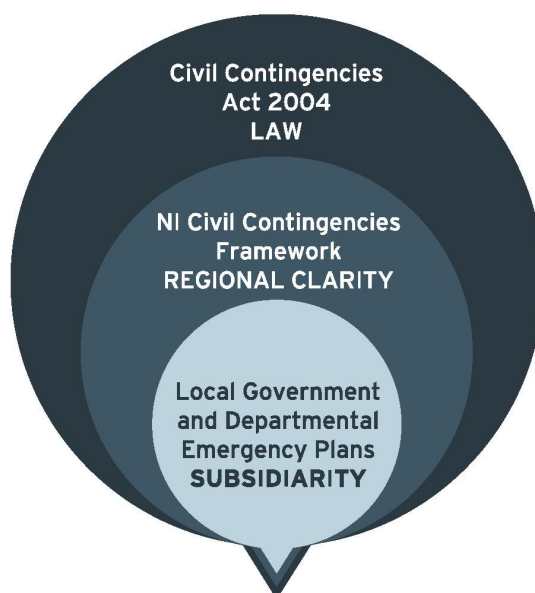 Civil Contingencies
Act 2004
LAW
NI Civil Contingencies
Framework
REGIONAL CLARITY
Local Government
and Departmental
Emergency Plans
SUBSIDIARITY